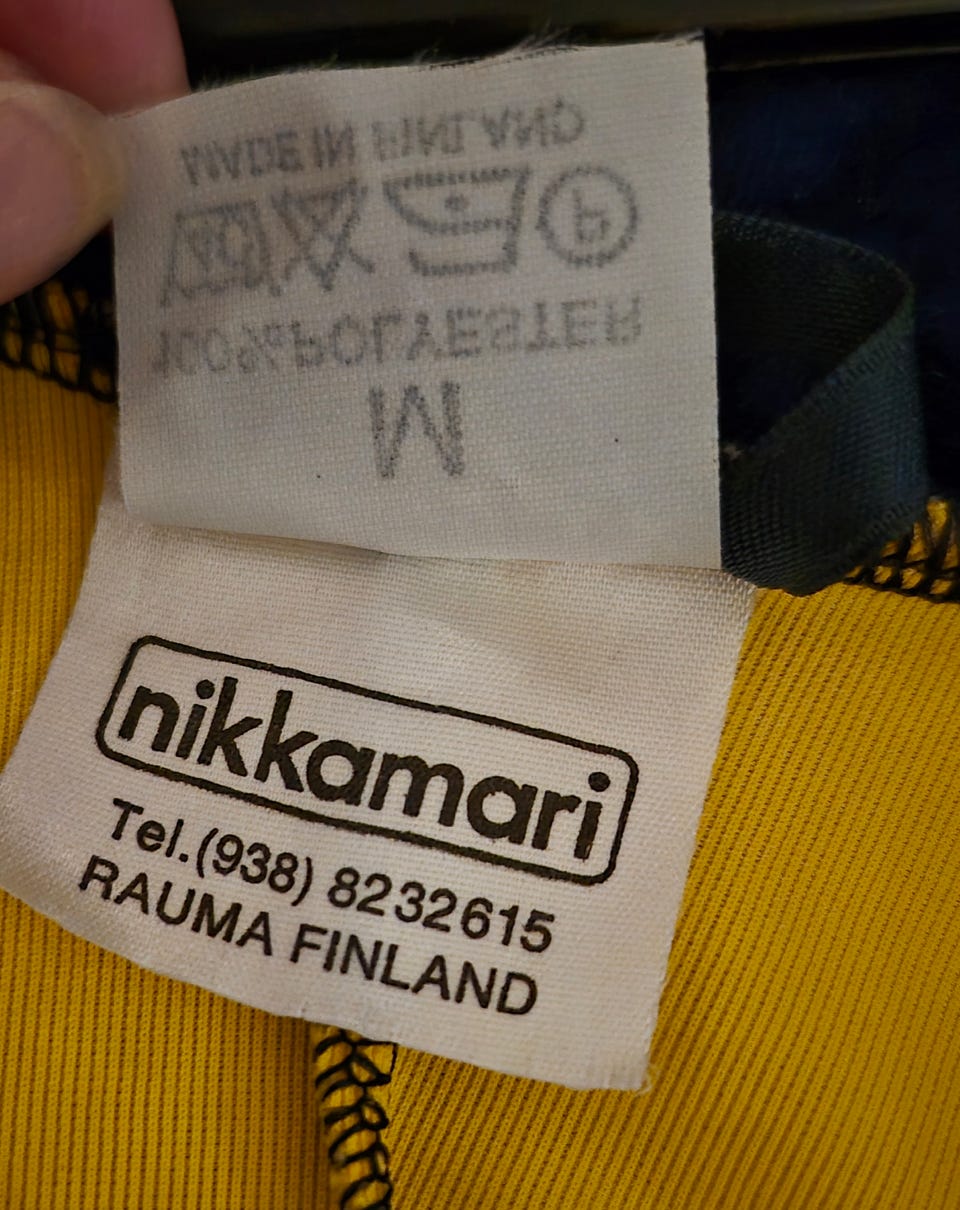 MADE IN FINLAND
P
100% POLYESTER
M
nikkamari
Tel.(938) 8232615
RAUMA FINLAND